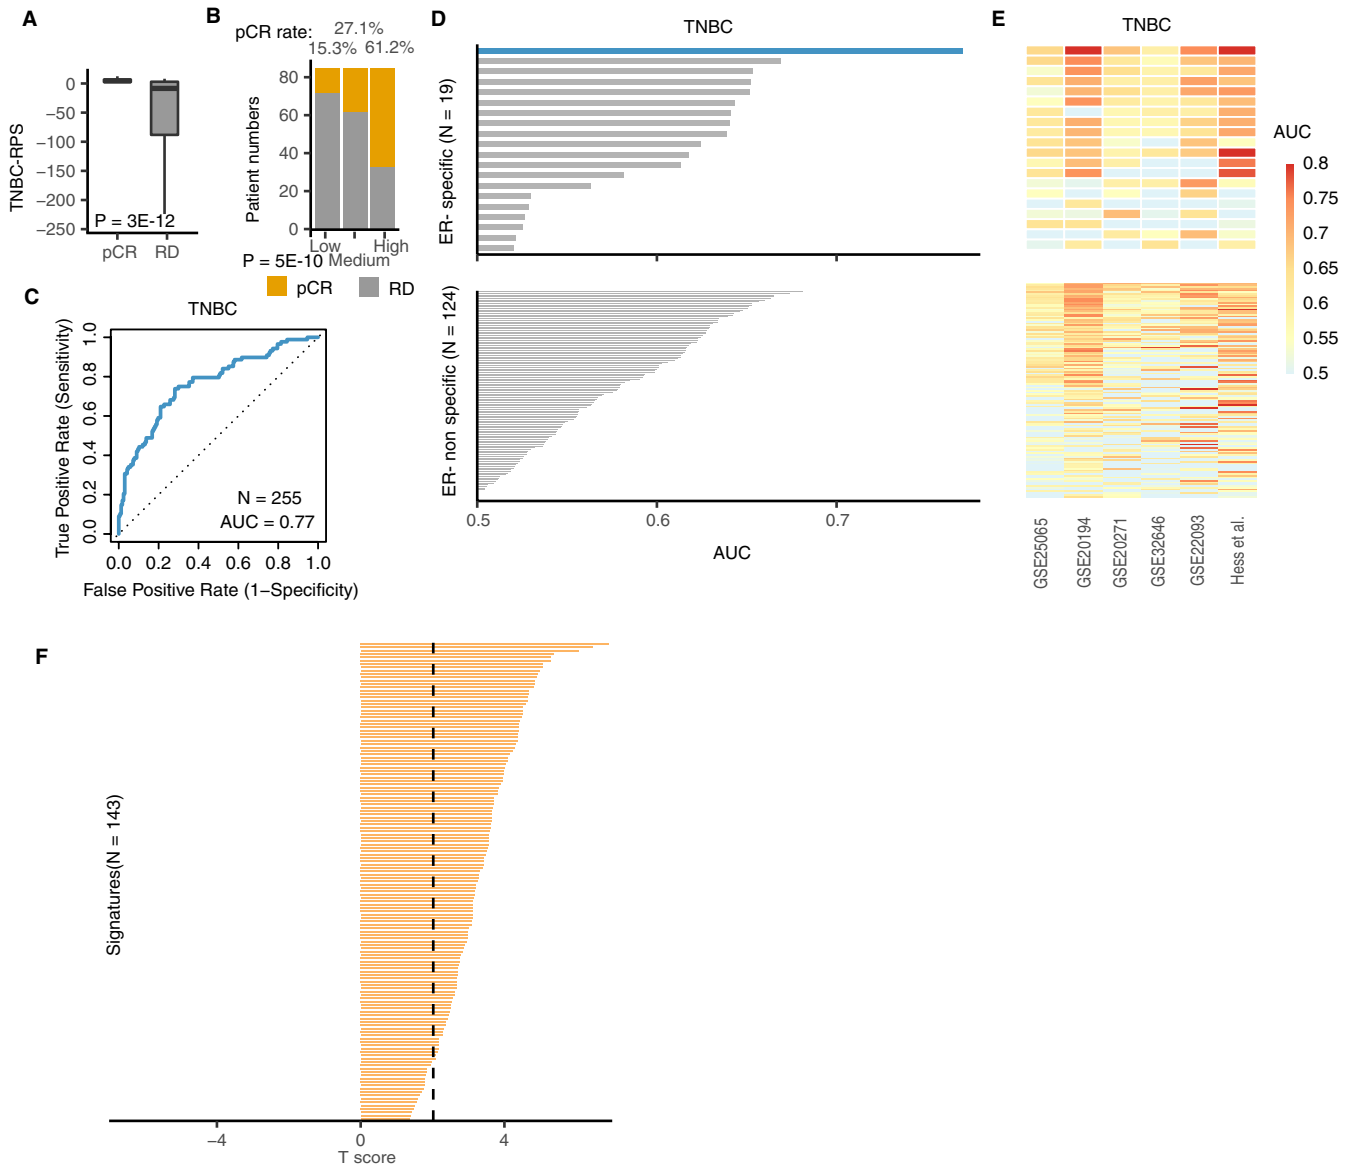 A
TNBC-RPS
0
−50
−100
−150
−200
−250
P = 3E-12
pCR
RD
B
pCR rate:
27.1%
15.3%
61.2%
Patient numbers
80
60
40
20
0
Low
High
P = 5E-10
Medium
pCR
RD
C
TNBC
True Positive Rate (Sensitivity)
1.0
0.8
0.6
0.4
0.2
0.0
N = 255
AUC = 0.77
0.0 0.2 0.4 0.6 0.8 1.0
False Positive Rate (1−Specificity)
D
TNBC
ER- specific (N = 19)
ER- non specific (N = 124)
0.5
0.6
0.7
AUC
E
TNBC
AUC
0.8
0.75
0.7
0.65
0.6
0.55
0.5
GSE25065
GSE20194
GSE20271
GSE32646
GSE22093
Hess et al.
F
Signatures(N = 143)
−4
0
4
T score